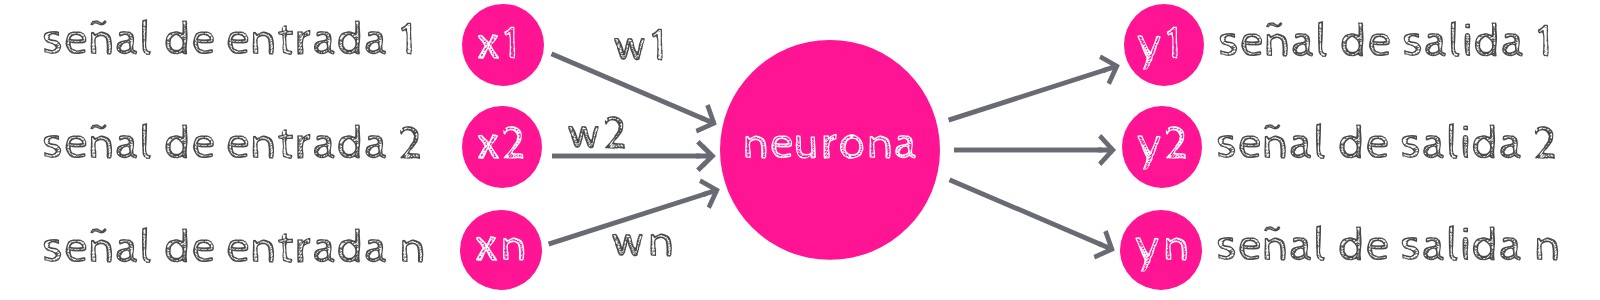 señal de entrada 1 x1 w1 y1 señal de salida 1
señal de entrada 2 x2 w2 neurona y2 señal de salida 2
señal de entrada n xn wn yn señal de salida n